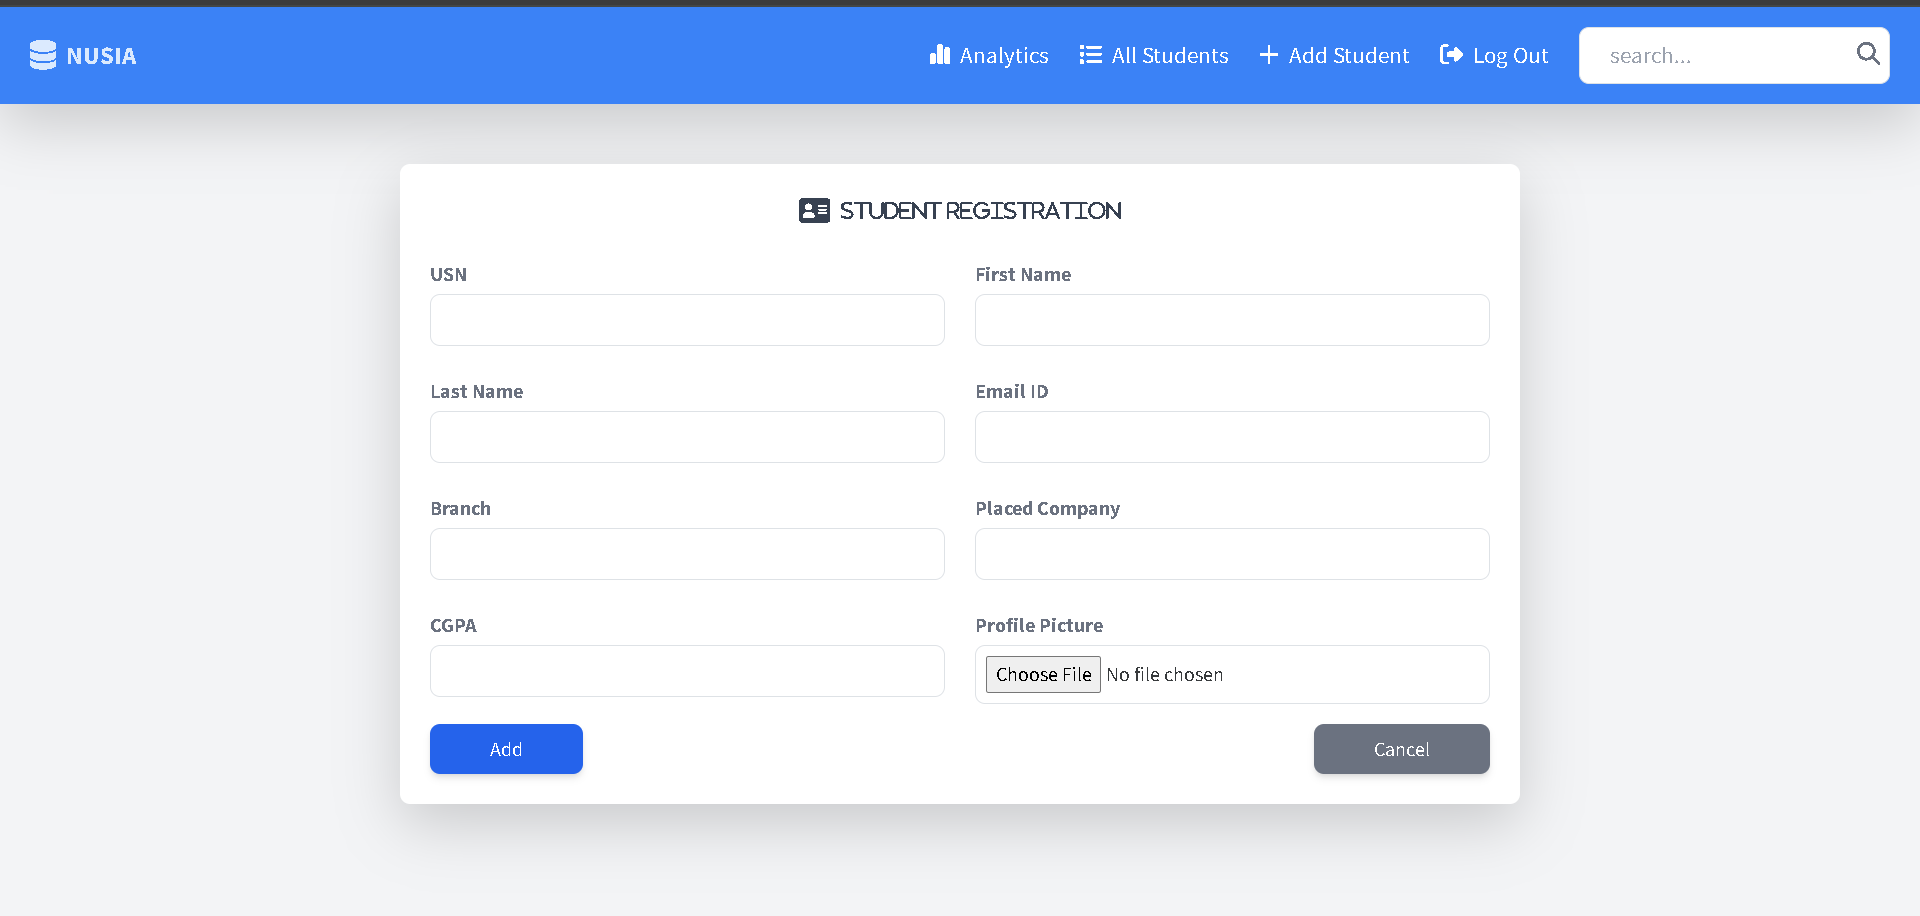 NUSIA Analytics All Students Add Student Log Out search...
STUDENT REGISTRATION
USN First Name
Last Name Email ID
Branch Placed Company
CGPA Profile Picture
Choose File No file chosen
Add Cancel